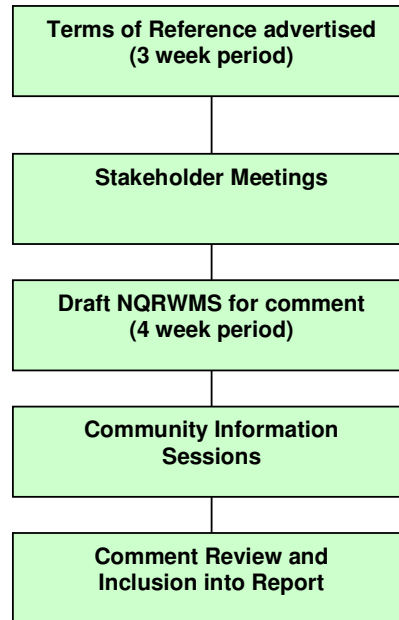 Terms of Reference advertised
(3 week period)
Stakeholder Meetings
Draft NQRWMS for comment
(4 week period)
Community Information
Sessions
Comment Review and
Inclusion into Report